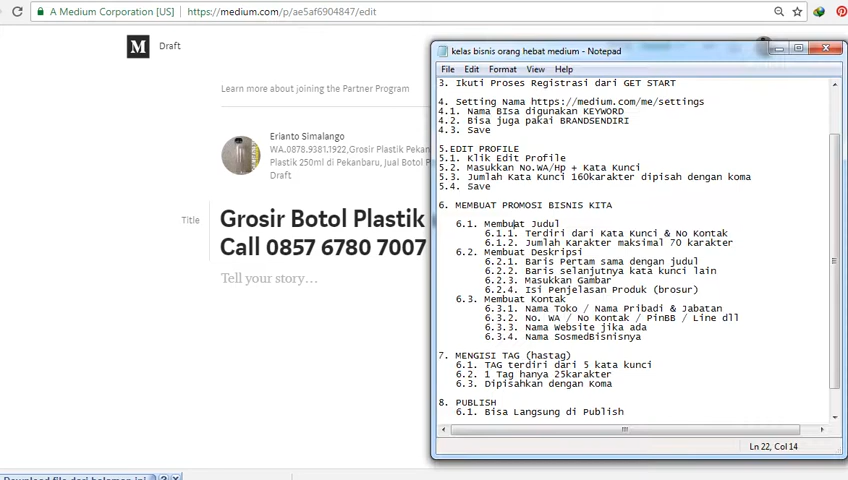 A Medium Corporation [US]
https://medium.com/p/ae5af6904847/edit
M
Draft
Learn more about joining the Partner Program
Erianto Simalango
WA.0878.9381.1922,Grosir Plastik Pekan
Plastik 250ml di Pekanbaru, Jual Botol P
Draft
Title
Grosir Botol Plastik
Call 0857 6780 7007
Tell your story…
kelas bisnis orang hebat medium - Notepad
File Edit Format View Help
3. Ikuti Proses Registrasi dari GET START
4. Setting Nama https://medium.com/me/settings
4.1. Nama BIsa digunakan KEYWORD
4.2. Bisa juga pakai BRANDSENDIRI
4.3. Save
5.EDIT PROFILE
5.1. Klik Edit Profile
5.2. Masukkan No.WA/Hp + Kata Kunci
5.3. Jumlah Kata Kunci 160karakter dipisah dengan koma
5.4. Save
6. MEMBUAT PROMOSI BISNIS KITA
6.1. Membuat Judul
6.1.1. Terdiri dari Kata Kunci & No Kontak
6.1.2. Jumlah Karakter maksimal 70 karakter
6.2. Membuat Deskripsi
6.2.1. Baris Pertam sama dengan judul
6.2.2. Baris selanjutnya kata kunci lain
6.2.3. Masukkan Gambar
6.2.4. Isi Penjelasan Produk (brosur)
6.3. Membuat Kontak
6.3.1. Nama Toko / Nama Pribadi & Jabatan
6.3.2. No. WA / No Kontak / PinBB / Line dll
6.3.3. Nama Website jika ada
6.3.4. Nama SosmedBisnisnya
7. MENGISI TAG (hastag)
6.1. TAG terdiri dari 5 kata kunci
6.2. 1 Tag hanya 25karakter
6.3. Dipisahkan dengan Koma
8. PUBLISH
6.1. Bisa Langsung di Publish
Ln 22, Col 14
Download file dari halaman ini